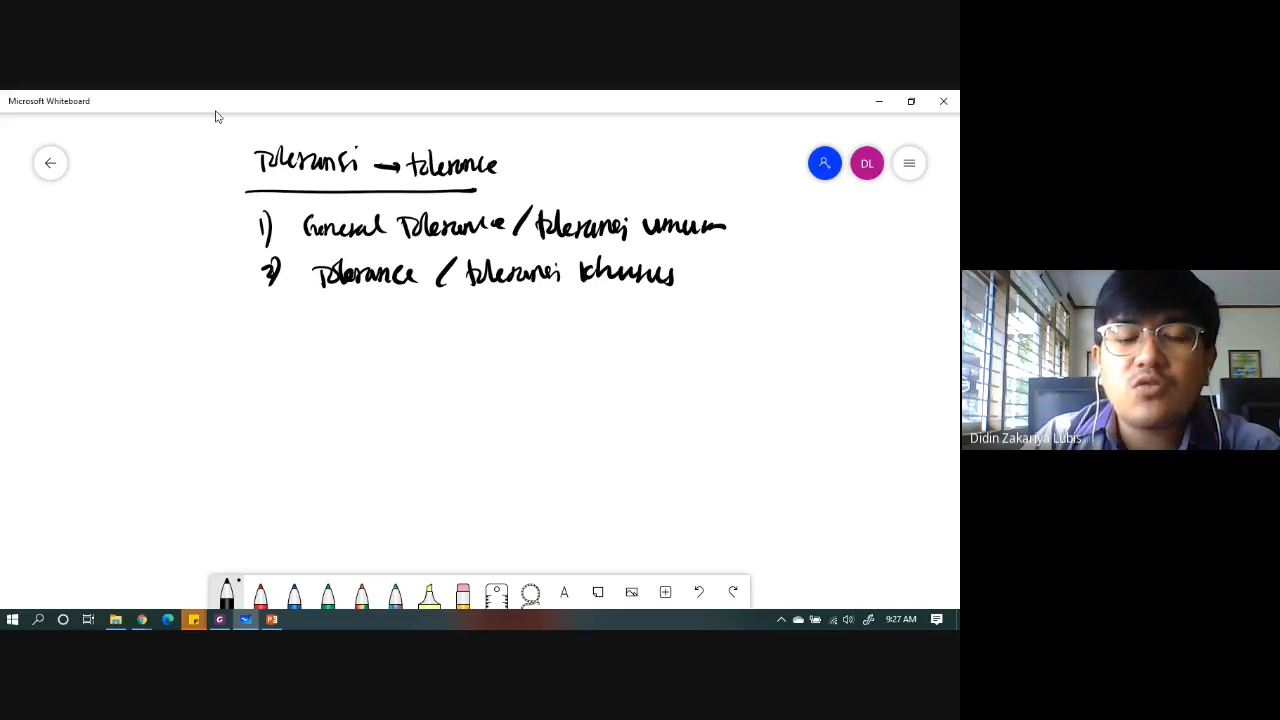 Microsoft Whiteboard
Toleransi → tolerance
DL
1) General Tolerance / toleransi umum
2) Tolerance / toleransi khusus
Didin Zakariya Lubis
A
9:27 AM